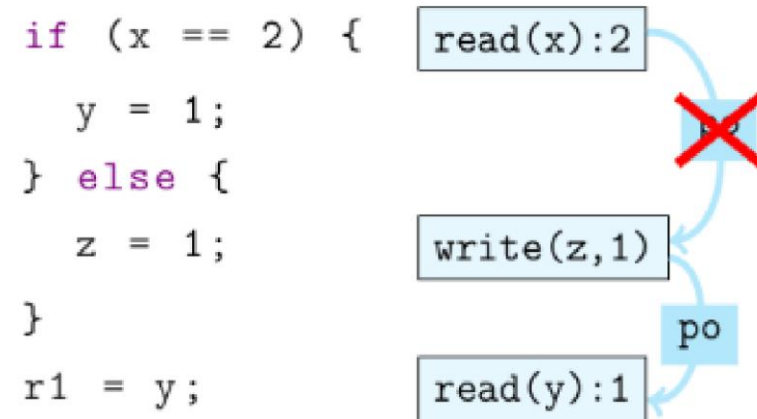 if (x == 2) { read(x):2
y = 1;
} else {
z = 1; write(z,1)
}
po
r1 = y; read(y):1